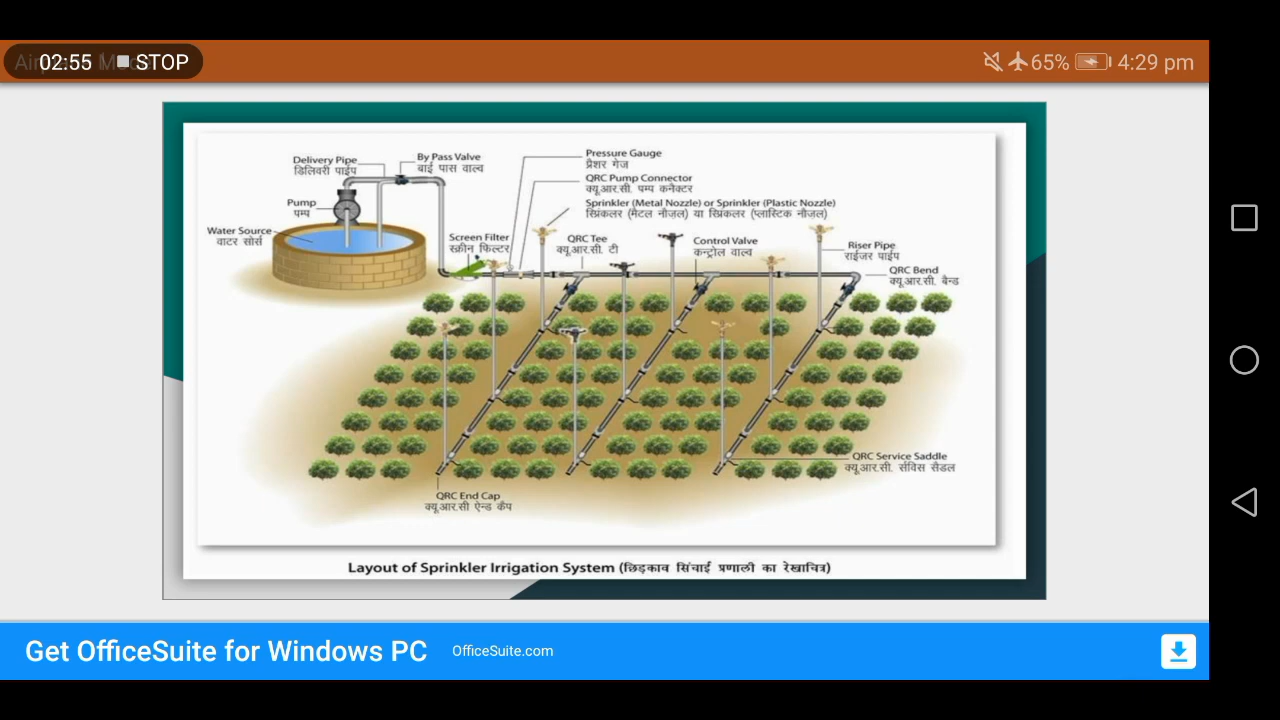 02:55 STOP
65% 4:29 pm
Delivery Pipe
डिलिवरी पाईप
By Pass Valve
बाई पास वाल्व
Pressure Gauge
प्रैशर गेज
QRC Pump Connector
क्यू.आर.सी. पम्प कनैक्टर
Pump
पम्प
Sprinkler (Metal Nozzle) or Sprinkler (Plastic Nozzle)
स्प्रिंकलर (मैटल नौज़ल) या स्प्रिंकलर (प्लास्टिक नौज़ल)
Water Source
वाटर सोर्स
Screen Filter
स्क्रीन फिल्टर
QRC Tee
क्यू.आर.सी. टी
Control Valve
कन्ट्रोल वाल्व
Riser Pipe
राईजर पाईप
QRC Bend
क्यू.आर.सी. बैन्ड
QRC Service Saddle
क्यू.आर.सी. सर्विस सैडल
QRC End Cap
क्यू.आर.सी ऐन्ड कैप
Layout of Sprinkler Irrigation System (छिड़काव सिंचाई प्रणाली का रेखाचित्र)
Get OfficeSuite for Windows PC OfficeSuite.com